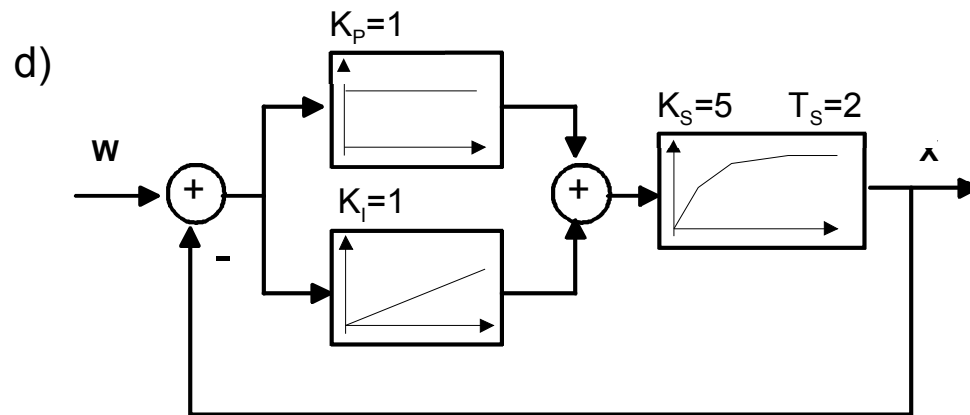 d)
K_P=1
K_S=5 T_S=2
w
+
K_I=1
+
x
-